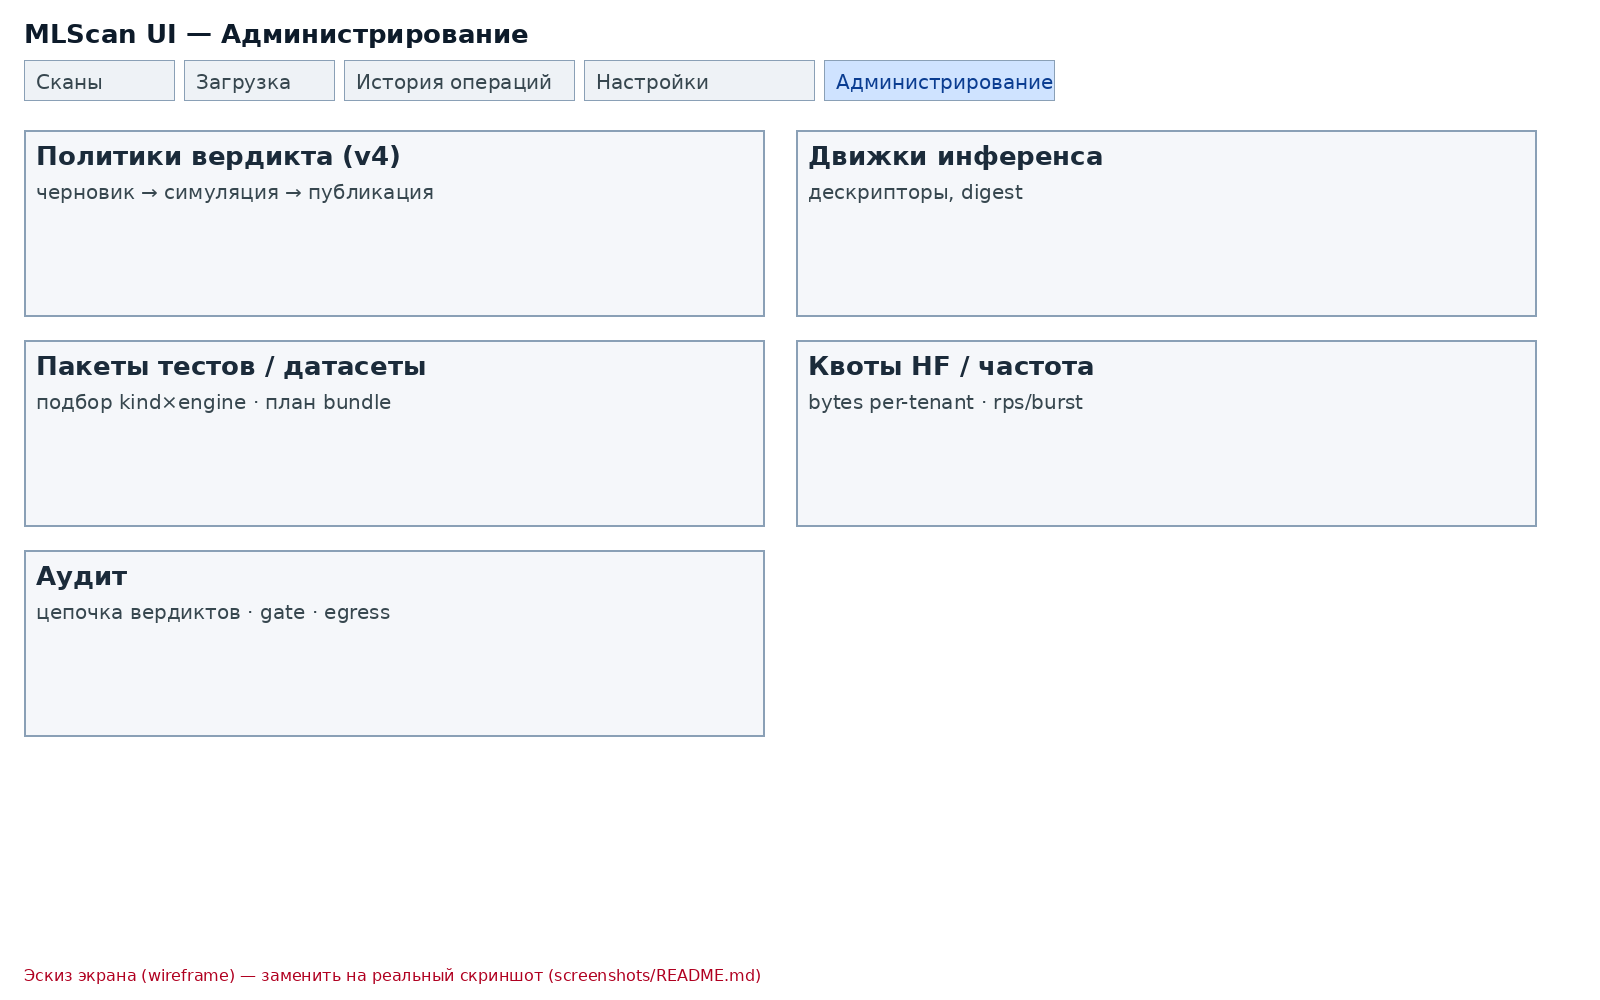 MLScan UI — Администрирование
Сканы
Загрузка
История операций
Настройки
Администрирование
Политики вердикта (v4)
черновик → симуляция → публикация
Движки инференса
дескрипторы, digest
Пакеты тестов / датасеты
подбор kind×engine · план bundle
Квоты HF / частота
bytes per-tenant · rps/burst
Аудит
цепочка вердиктов · gate · egress
Эскиз экрана (wireframe) — заменить на реальный скриншот (screenshots/README.md)